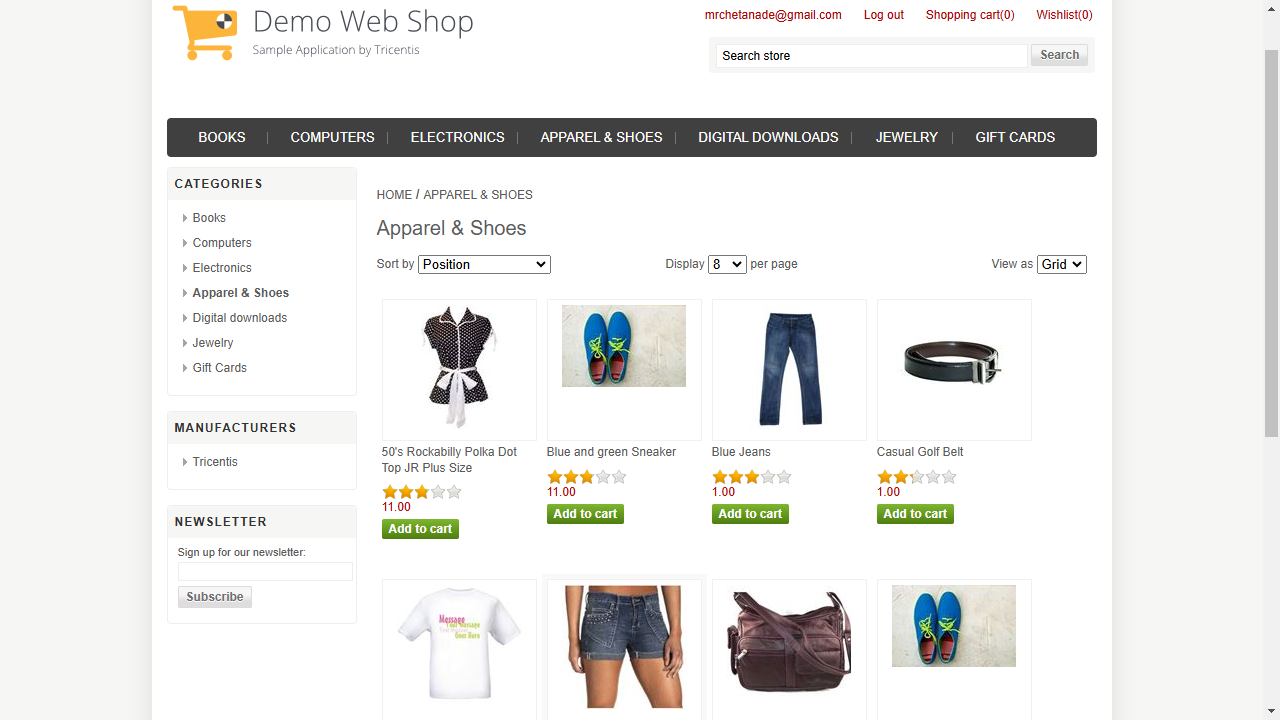 Demo Web Shop
Sample Application by Tricentis
mrchetanade@gmail.com Log out Shopping cart(0) Wishlist(0)
Search store Search
BOOKS COMPUTERS ELECTRONICS APPAREL & SHOES DIGITAL DOWNLOADS JEWELRY GIFT CARDS
CATEGORIES
Books
Computers
Electronics
Apparel & Shoes
Digital downloads
Jewelry
Gift Cards
MANUFACTURERS
Tricentis
NEWSLETTER
Sign up for our newsletter:
Subscribe
HOME / APPAREL & SHOES
Apparel & Shoes
Sort by Position Display 8 per page View as Grid
50's Rockabilly Polka Dot
Top JR Plus Size
11.00
Add to cart
Blue and green Sneaker
11.00
Add to cart
Blue Jeans
1.00
Add to cart
Casual Golf Belt
1.00
Add to cart
Message
Your Message
Your Message
Goes Here